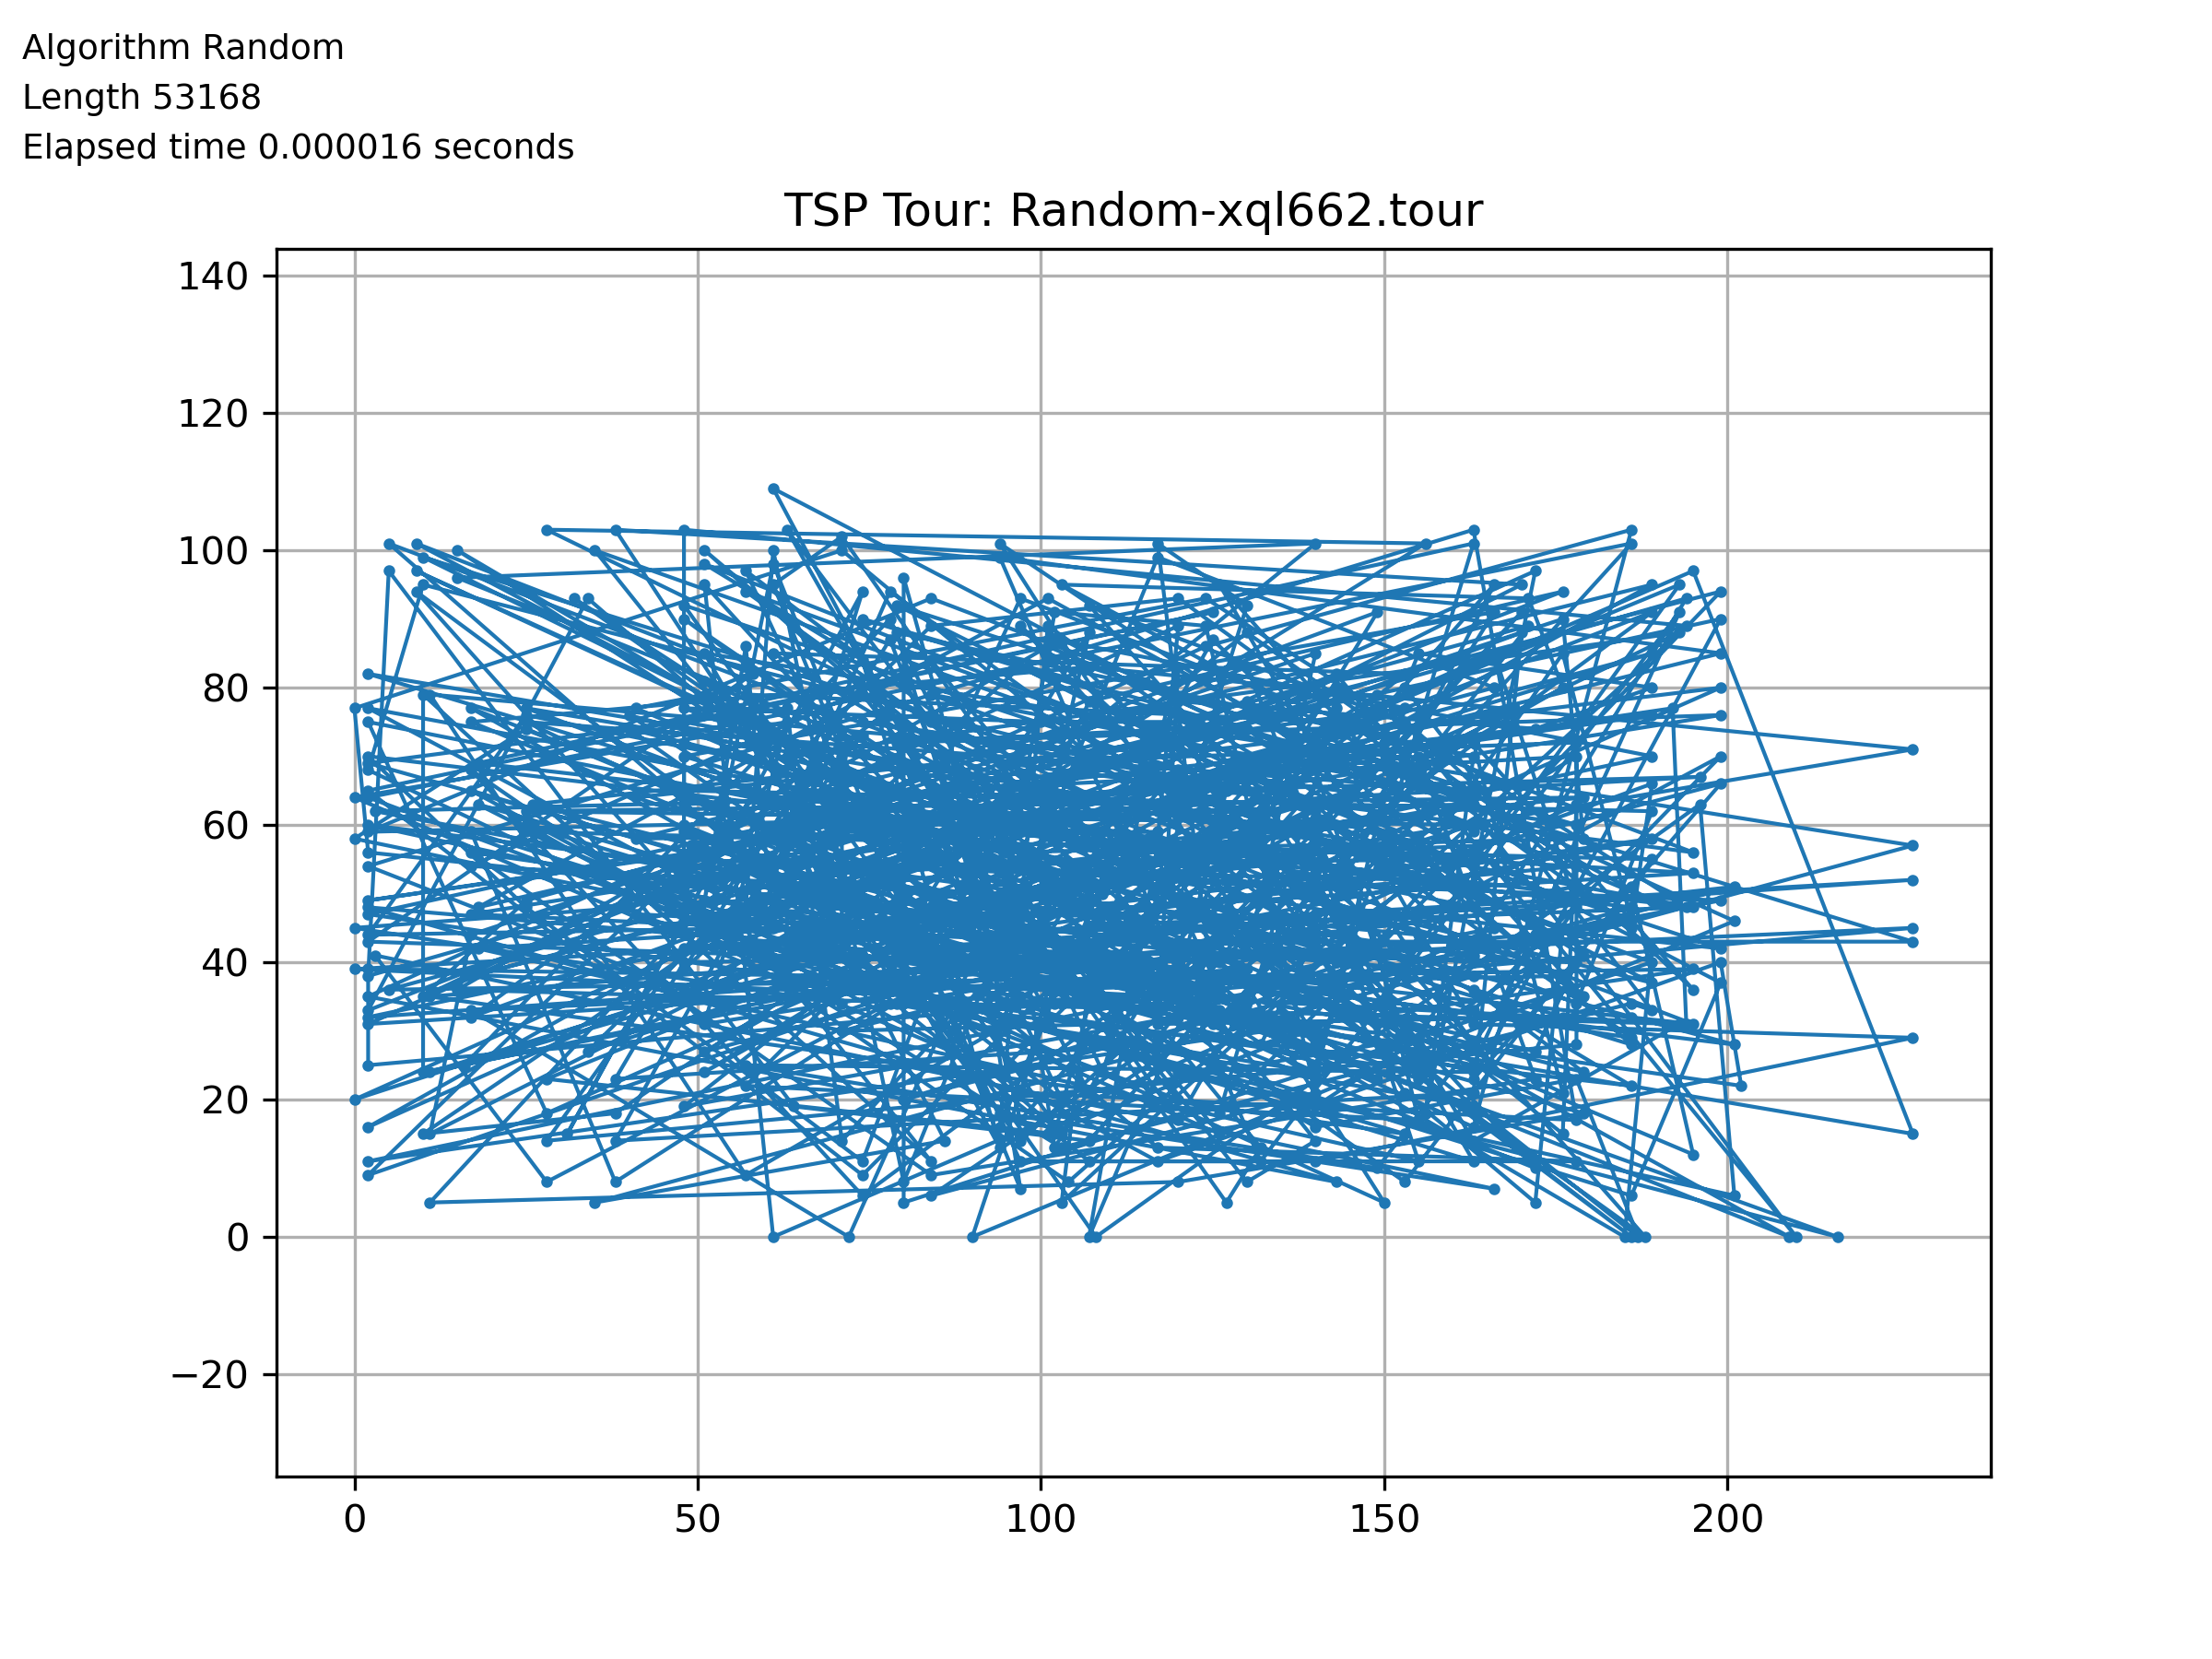 Algorithm Random
Length 53168
Elapsed time 0.000016 seconds
TSP Tour: Random-xql662.tour
140
120
100
80
60
40
20
0
−20
0 50 100 150 200